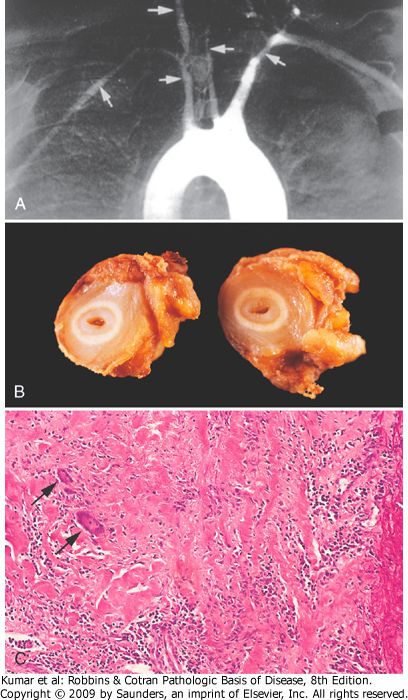 A
B
C
Kumar et al: Robbins & Cotran Pathologic Basis of Disease, 8th Edition.
Copyright © 2009 by Saunders, an imprint of Elsevier, Inc. All rights reserved.